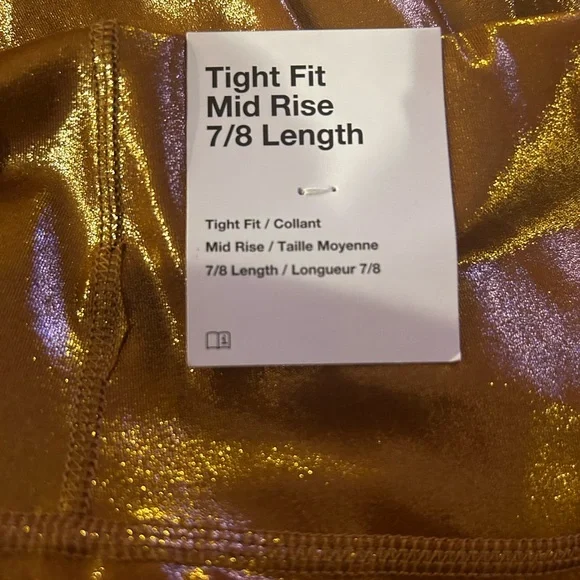 Tight Fit
Mid Rise
7/8 Length
Tight Fit / Collant
Mid Rise / Taille Moyenne
7/8 Length / Longueur 7/8
i